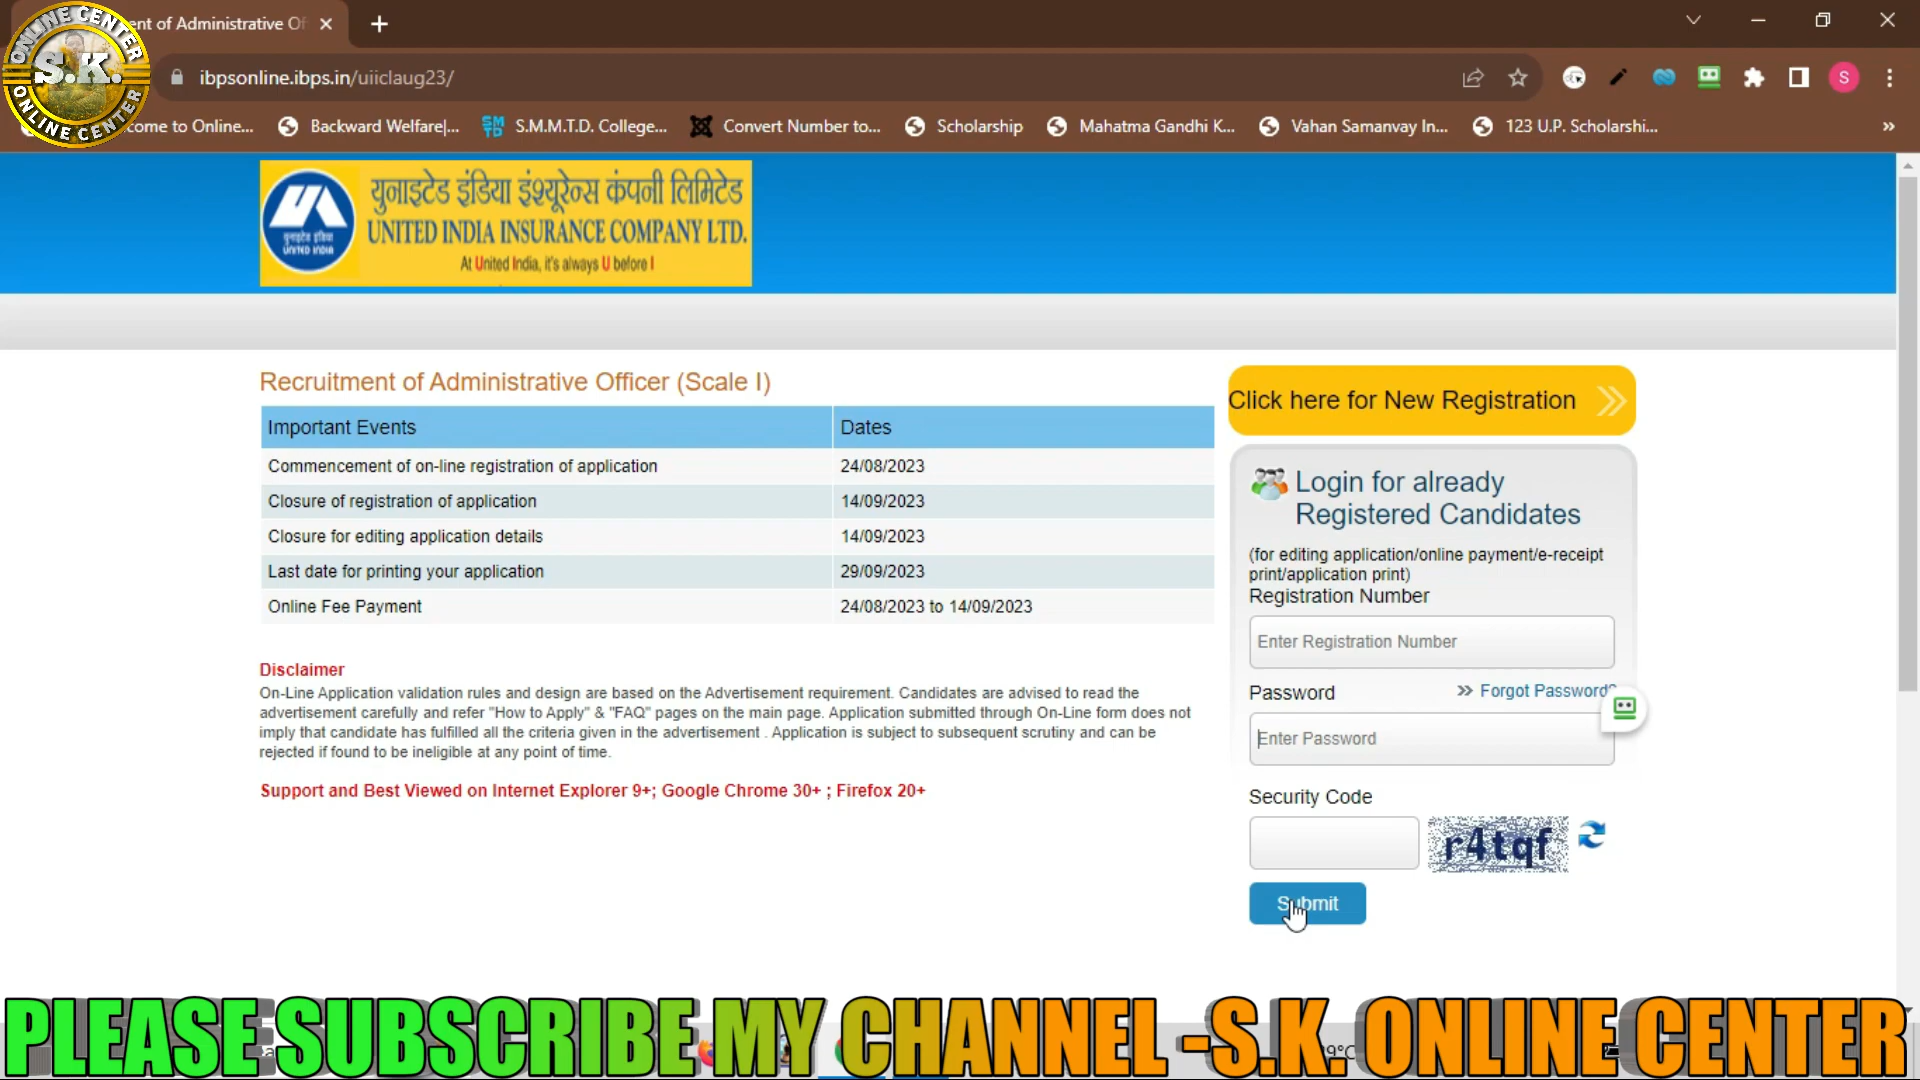 ONLINE CENTER
S.K.
ONLINE CENTER
ent of Administrative Of
ibpsonline.ibps.in/uiiclaug23/
S
come to Online...
Backward Welfare|...
S.M.M.T.D. College...
Convert Number to...
Scholarship
Mahatma Gandhi K...
Vahan Samanvay In...
123 U.P. Scholarshi...
»
युनाइटेड इंडिया इंश्यूरेन्स कंपनी लिमिटेड
UNITED INDIA INSURANCE COMPANY LTD.
At United India, it's always U before I
युनाइटेड इंडिया
UNITED INDIA
Recruitment of Administrative Officer (Scale I)
Important Events Dates
Commencement of on-line registration of application 24/08/2023
Closure of registration of application 14/09/2023
Closure for editing application details 14/09/2023
Last date for printing your application 29/09/2023
Online Fee Payment 24/08/2023 to 14/09/2023
Disclaimer
On-Line Application validation rules and design are based on the Advertisement requirement. Candidates are advised to read the
advertisement carefully and refer "How to Apply" & "FAQ" pages on the main page. Application submitted through On-Line form does not
imply that candidate has fulfilled all the criteria given in the advertisement . Application is subject to subsequent scrutiny and can be
rejected if found to be ineligible at any point of time.
Support and Best Viewed on Internet Explorer 9+; Google Chrome 30+ ; Firefox 20+
Click here for New Registration
Login for already
Registered Candidates
(for editing application/online payment/e-receipt
print/application print)
Registration Number
Enter Registration Number
Password » Forgot Password?
Enter Password
Security Code
r4tqf
Submit
PLEASE SUBSCRIBE MY CHANNEL -S.K. ONLINE CENTER